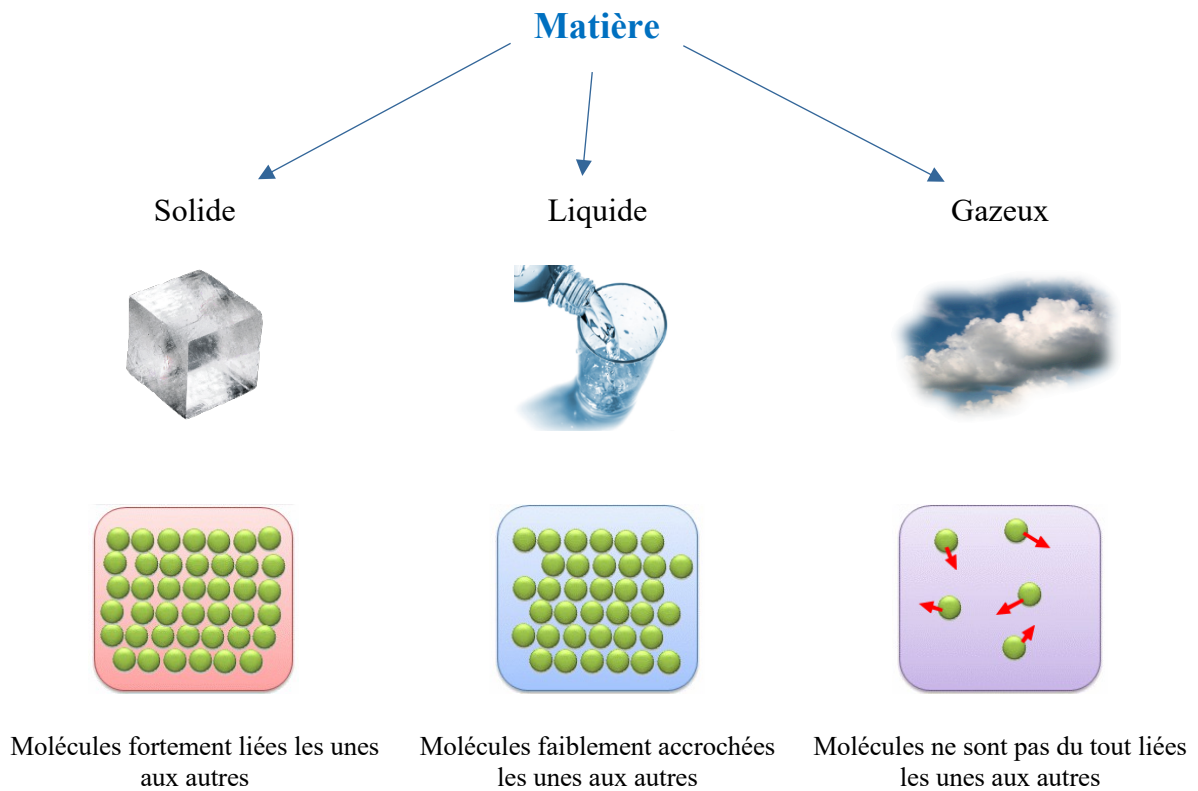 Matière
Solide
Liquide
Gazeux
Molécules fortement liées les unes
aux autres
Molécules faiblement accrochées
les unes aux autres
Molécules ne sont pas du tout liées
les unes aux autres